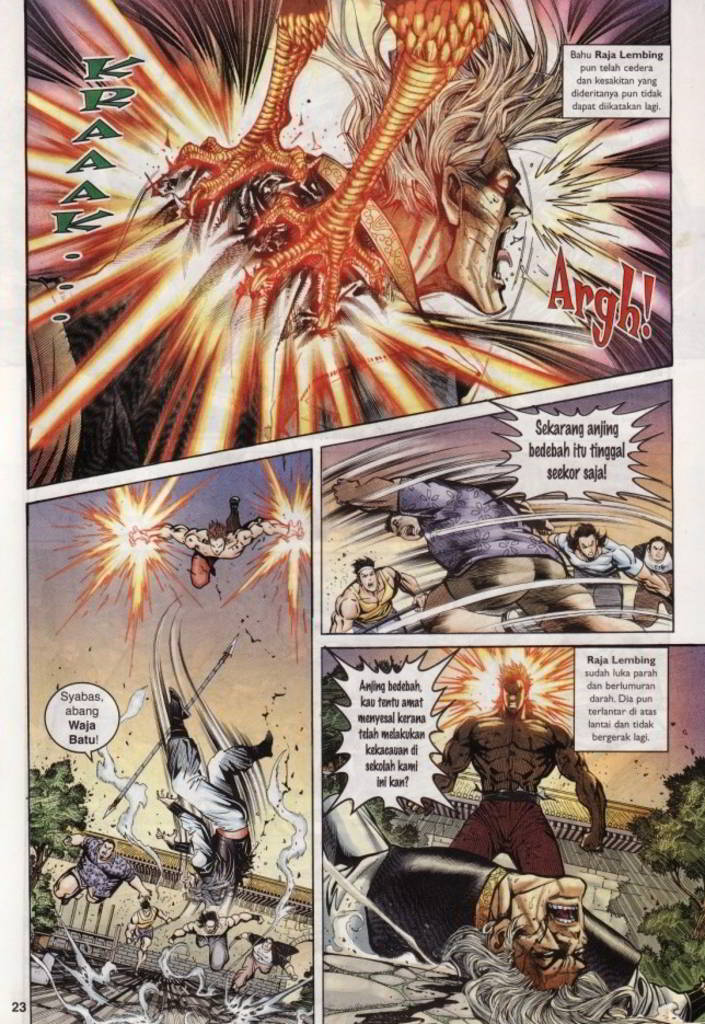 KRAAAK...
Bahu Raja Lembing
pun telah cedera
dan kesakitan yang
dideritanya pun tidak
dapat diikatakan lagi.
Argh!
Syabas,
abang
Waja
Batu!
Sekarang anjing
bedebah itu tinggal
seekor saja!
Anjing bedebah,
kau tentu amat
menyesal kerana
telah melakukan
kekacauan di
sekolah kami
ini kan?
Raja Lembing
sudah luka parah
dan berlumuran
darah. Dia pun
terlantar di atas
lantai dan tidak
bergerak lagi.
23